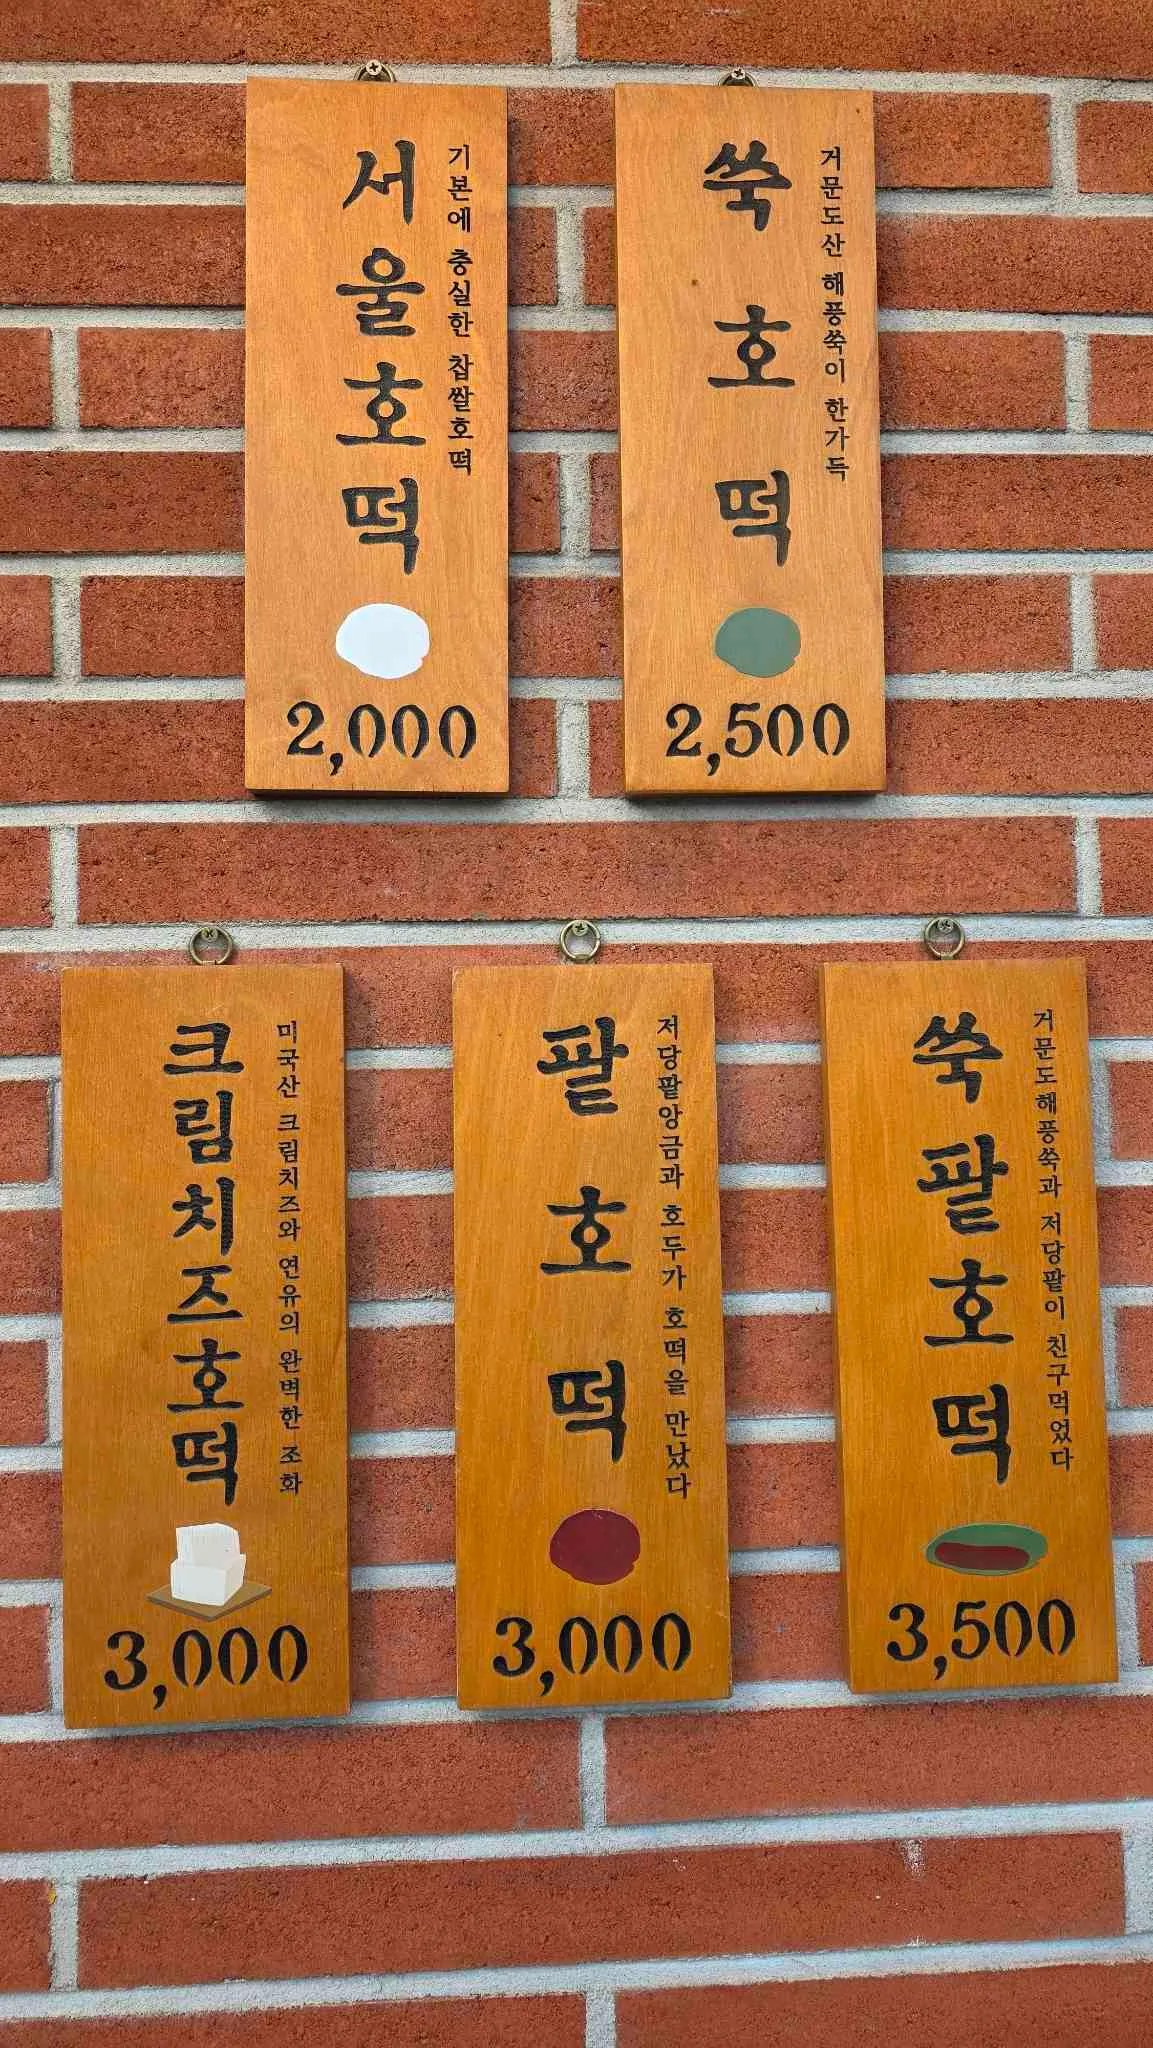 서울호떡
기본에 충실한 찹쌀호떡
2,000
쑥호떡
거문도산 해풍쑥이 한가득
2,500
크림치즈호떡
미국산 크림치즈와 연유의 완벽한 조화
3,000
팥호떡
저당팥앙금과 호두가 호떡을 만났다
3,000
쑥팥호떡
거문도해풍쑥과 저당팥이 친구먹었다
3,500